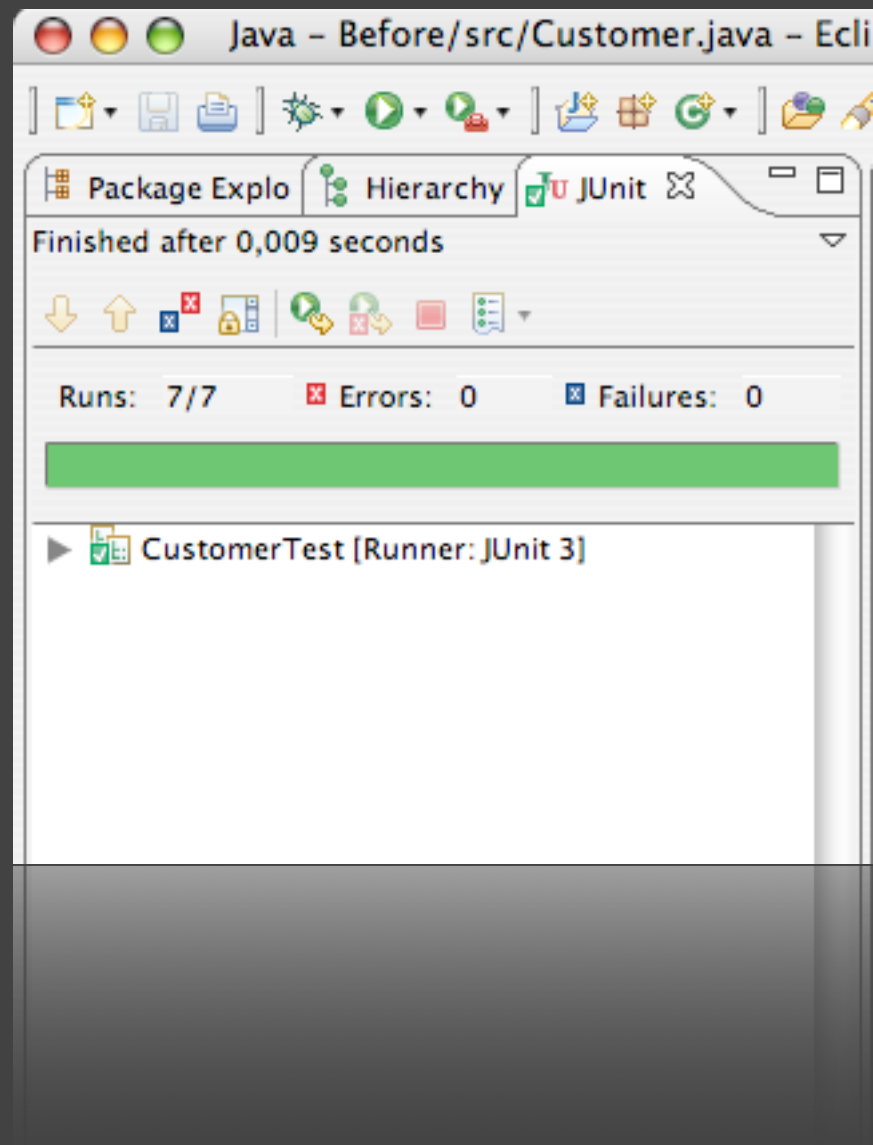 Java – Before/src/Customer.java – Ecli
Package Explo Hierarchy JU JUnit
Finished after 0,009 seconds
Runs: 7/7 Errors: 0 Failures: 0
CustomerTest [Runner: JUnit 3]